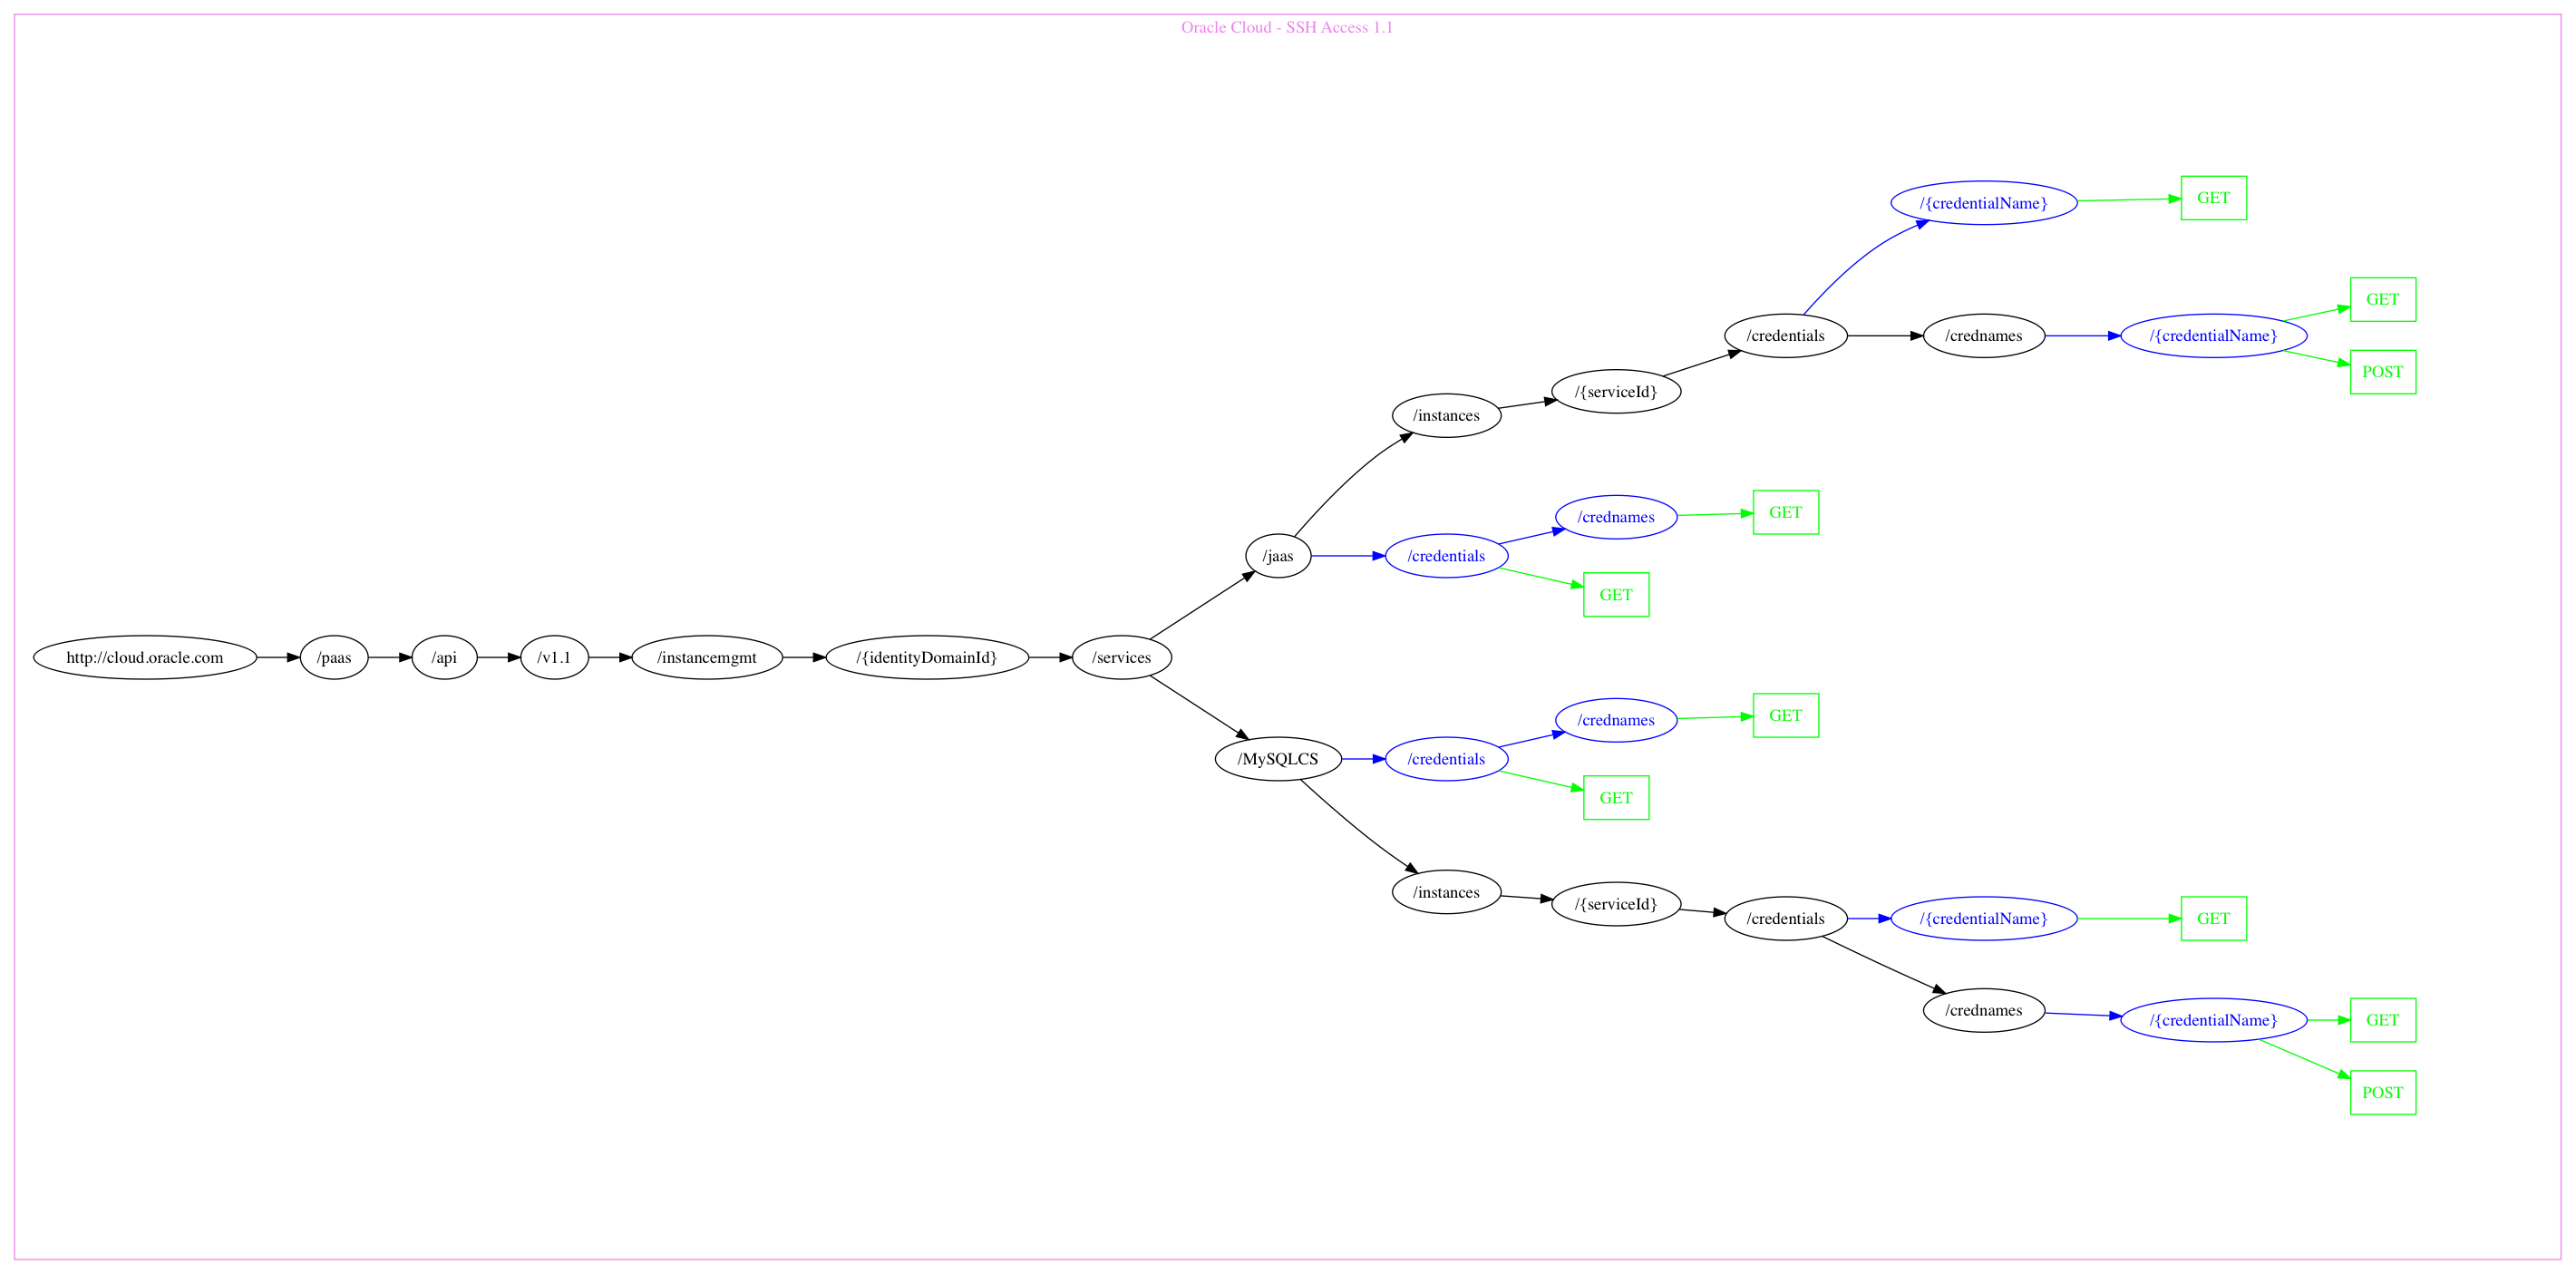 Oracle Cloud - SSH Access 1.1
http://cloud.oracle.com
/paas
/api
/v1.1
/instancemgmt
/{identityDomainId}
/services
/jaas
/instances
/{serviceId}
/credentials
/{credentialName}
GET
/crednames
/{credentialName}
GET
POST
/credentials
/crednames
GET
GET
/MySQLCS
/credentials
/crednames
GET
GET
/instances
/{serviceId}
/credentials
/{credentialName}
GET
/crednames
/{credentialName}
GET
POST